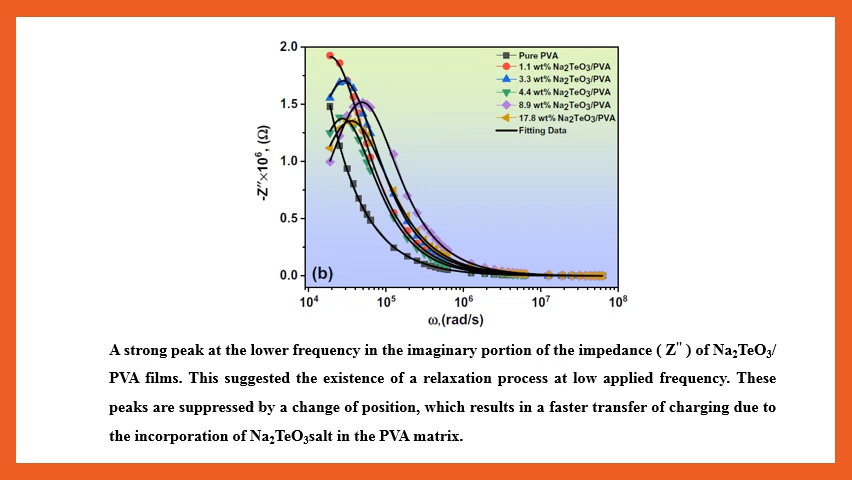 2.0
1.5
1.0
0.5
0.0
-Z''×10⁶, (Ω)
Pure PVA
1.1 wt% Na₂TeO₃/PVA
3.3 wt% Na₂TeO₃/PVA
4.4 wt% Na₂TeO₃/PVA
8.9 wt% Na₂TeO₃/PVA
17.8 wt% Na₂TeO₃/PVA
Fitting Data
(b)
10⁴ 10⁵ 10⁶ 10⁷ 10⁸
ω,(rad/s)
A strong peak at the lower frequency in the imaginary portion of the impedance ( Z'' ) of Na₂TeO₃/
PVA films. This suggested the existence of a relaxation process at low applied frequency. These
peaks are suppressed by a change of position, which results in a faster transfer of charging due to
the incorporation of Na₂TeO₃salt in the PVA matrix.